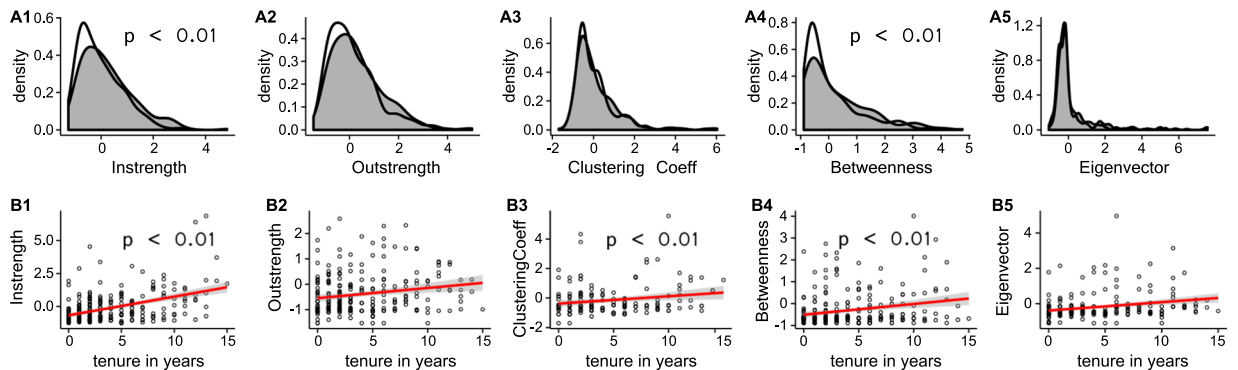 A1
0.6
0.4
0.2
0.0
density
p < 0.01
0
2
4
Instrength
A2
0.4
0.3
0.2
0.1
0.0
density
0
2
4
Outstrength
A3
0.6
0.4
0.2
0.0
density
-2
0
2
4
6
Clustering Coeff
A4
0.8
0.6
0.4
0.2
0.0
density
p < 0.01
-1
0
1
2
3
4
5
Betweenness
A5
1.2
0.8
0.4
0.0
density
0
2
4
6
Eigenvector
B1
5.0
2.5
0.0
Instrength
p < 0.01
0
5
10
15
tenure in years
B2
2
1
0
-1
Outstrength
0
5
10
15
tenure in years
B3
4
2
0
-2
ClusteringCoeff
p < 0.01
0
5
10
15
tenure in years
B4
4
3
2
1
0
-1
Betweenness
p < 0.01
0
5
10
15
tenure in years
B5
4
2
0
Eigenvector
0
5
10
15
tenure in years